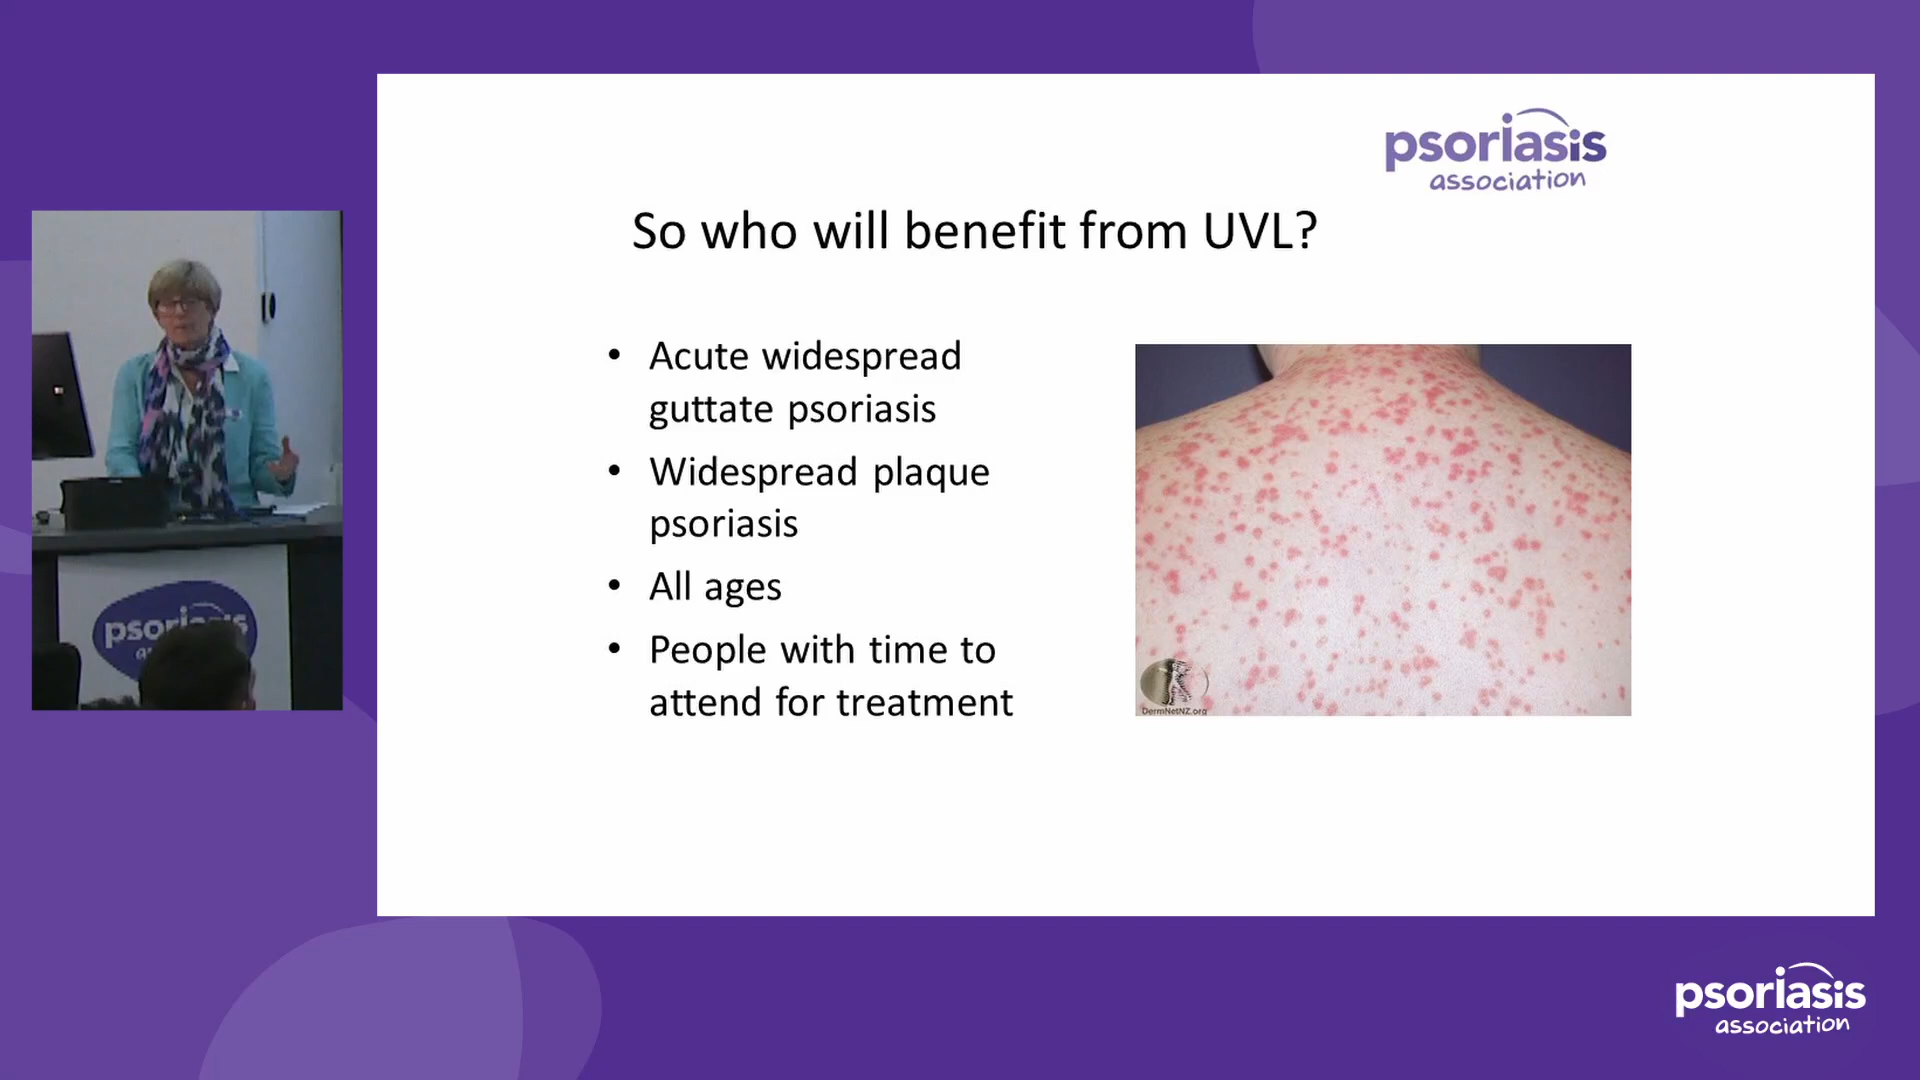 psoriasis
association
So who will benefit from UVL?
• Acute widespread
guttate psoriasis
• Widespread plaque
psoriasis
• All ages
• People with time to
attend for treatment
DermNetNZ.org
psoriasis
association